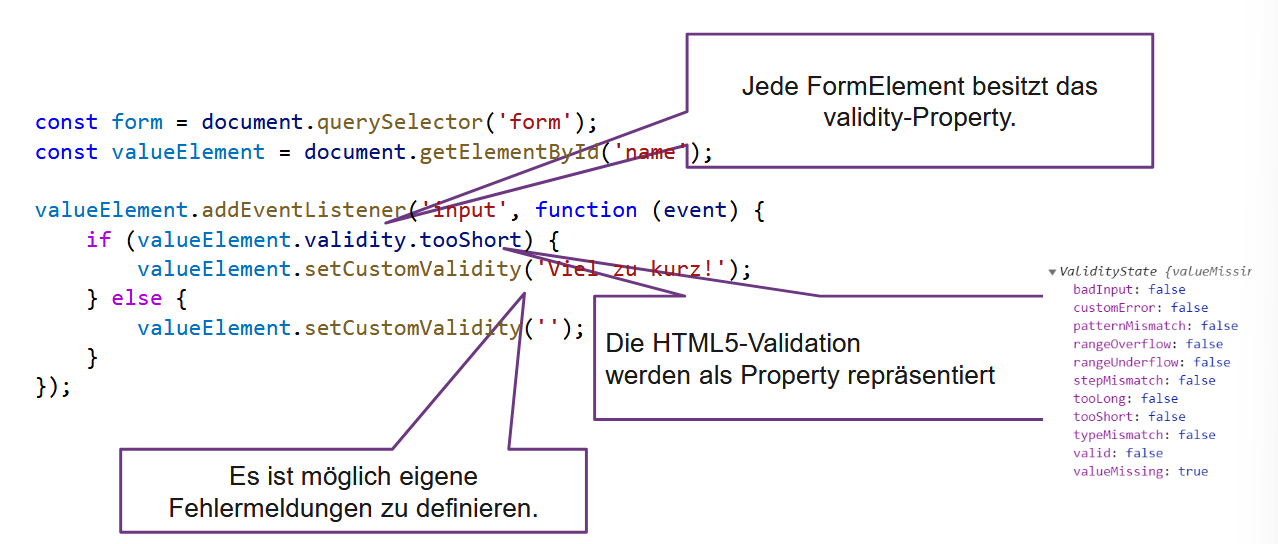 Jede FormElement besitzt das
validity-Property.
const form = document.querySelector('form');
const valueElement = document.getElementById('name');
valueElement.addEventListener('input', function (event) {
if (valueElement.validity.tooShort) {
valueElement.setCustomValidity('Viel zu kurz!');
} else {
valueElement.setCustomValidity('');
}
});
Die HTML5-Validation
werden als Property repräsentiert
ValidityState {valueMissin
badInput: false
customError: false
patternMismatch: false
rangeOverflow: false
rangeUnderflow: false
stepMismatch: false
tooLong: false
tooShort: false
typeMismatch: false
valid: false
valueMissing: true
Es ist möglich eigene
Fehlermeldungen zu definieren.